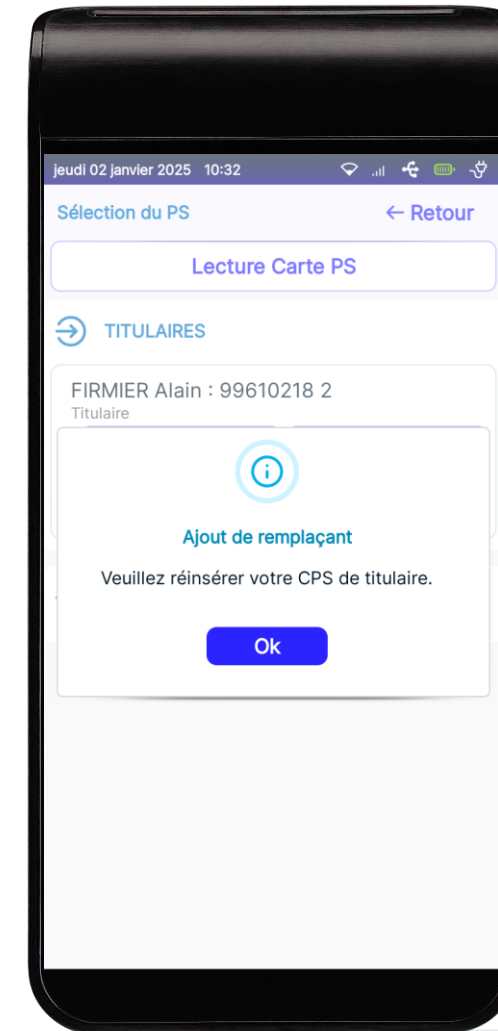 jeudi 02 janvier 2025 10:32
Sélection du PS
← Retour
Lecture Carte PS
TITULAIRES
FIRMIER Alain : 99610218 2
Titulaire
Ajout de remplaçant
Veuillez réinsérer votre CPS de titulaire.
Ok